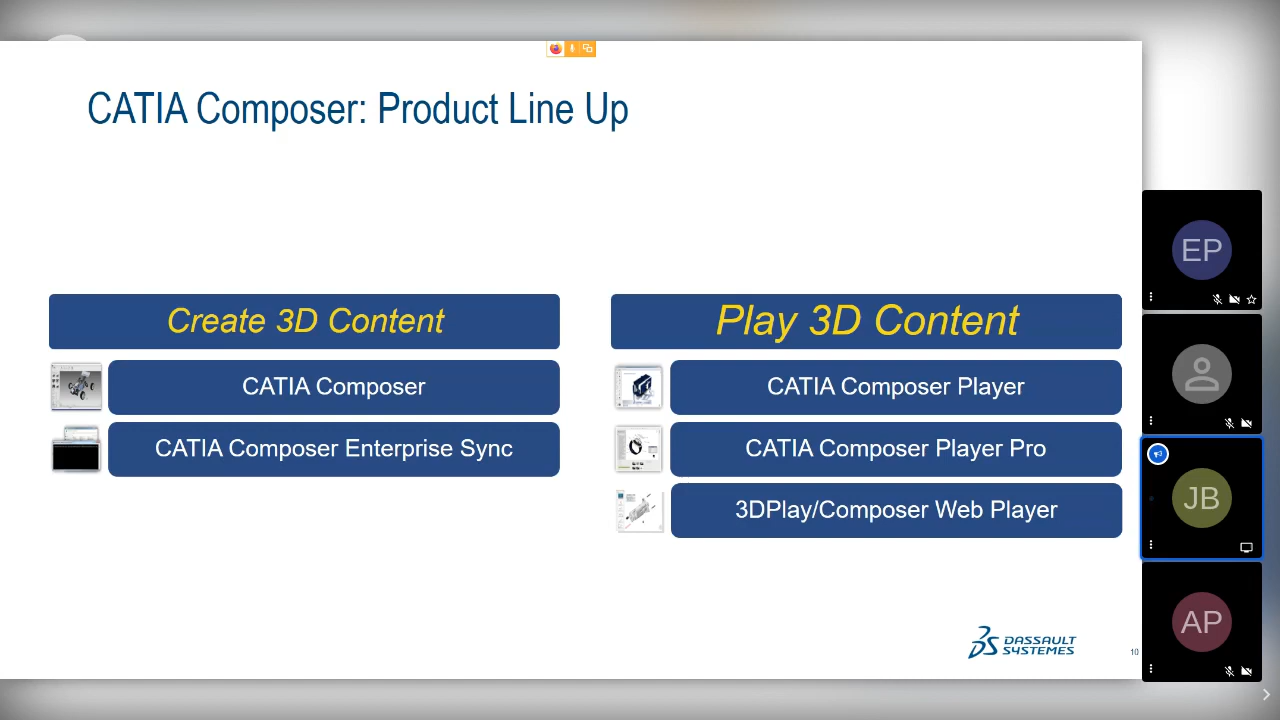 CATIA Composer: Product Line Up
Create 3D Content
CATIA Composer
CATIA Composer Enterprise Sync
Play 3D Content
CATIA Composer Player
CATIA Composer Player Pro
3DPlay/Composer Web Player
DASSAULT
SYSTEMES
10
EP
JB
AP